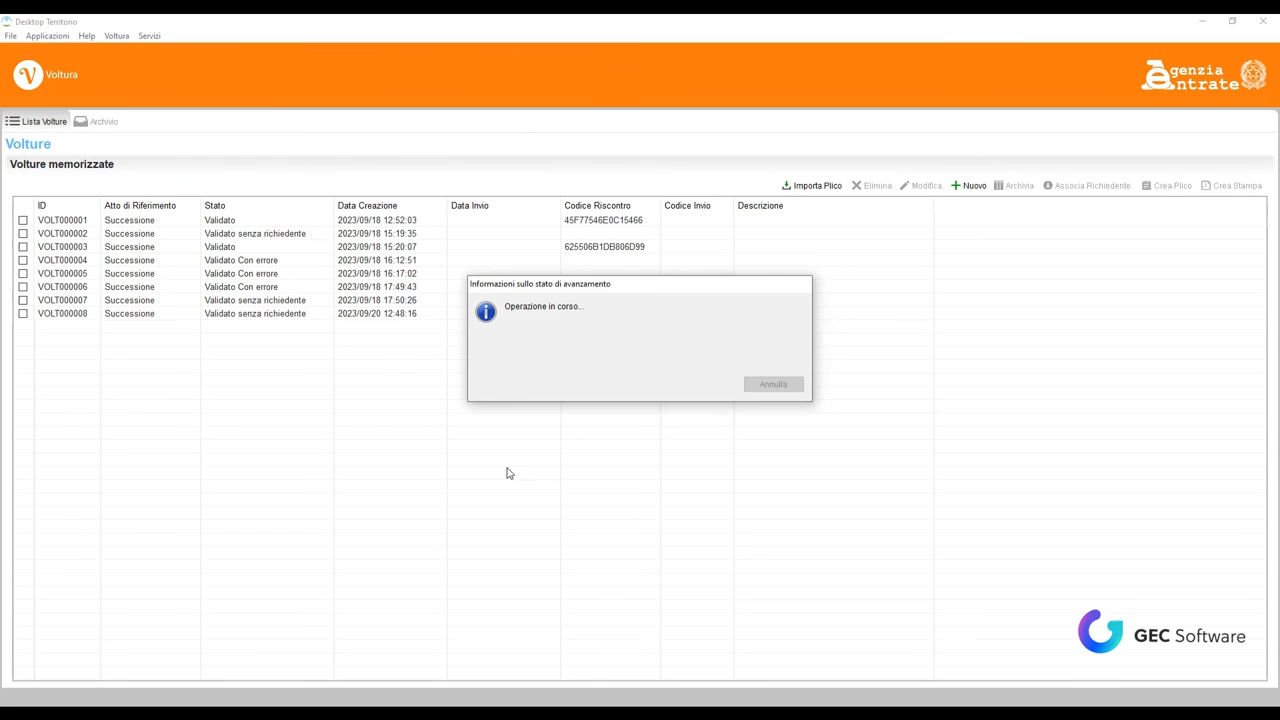 Desktop Territorio
File Applicazioni Help Voltura Servizi
V Voltura
Agenzia Entrate
Lista Volture Archivio
Volture
Volture memorizzate
Importa Plico Elimina Modifica Nuovo Archivia Associa Richiedente Crea Plico Crea Stampa
ID Atto di Riferimento Stato Data Creazione Data Invio Codice Riscontro Codice Invio Descrizione
VOLT000001 Successione Validato 2023/09/18 12:52:03 45F77546E0C15466
VOLT000002 Successione Validato senza richiedente 2023/09/18 15:19:35
VOLT000003 Successione Validato 2023/09/18 15:20:07 625506B1DB806D99
VOLT000004 Successione Validato Con errore 2023/09/18 16:12:51
VOLT000005 Successione Validato Con errore 2023/09/18 16:17:02
VOLT000006 Successione Validato Con errore 2023/09/18 17:49:43
VOLT000007 Successione Validato senza richiedente 2023/09/18 17:50:26
VOLT000008 Successione Validato senza richiedente 2023/09/20 12:48:16
Informazioni sullo stato di avanzamento
Operazione in corso...
Annulla
GEC Software